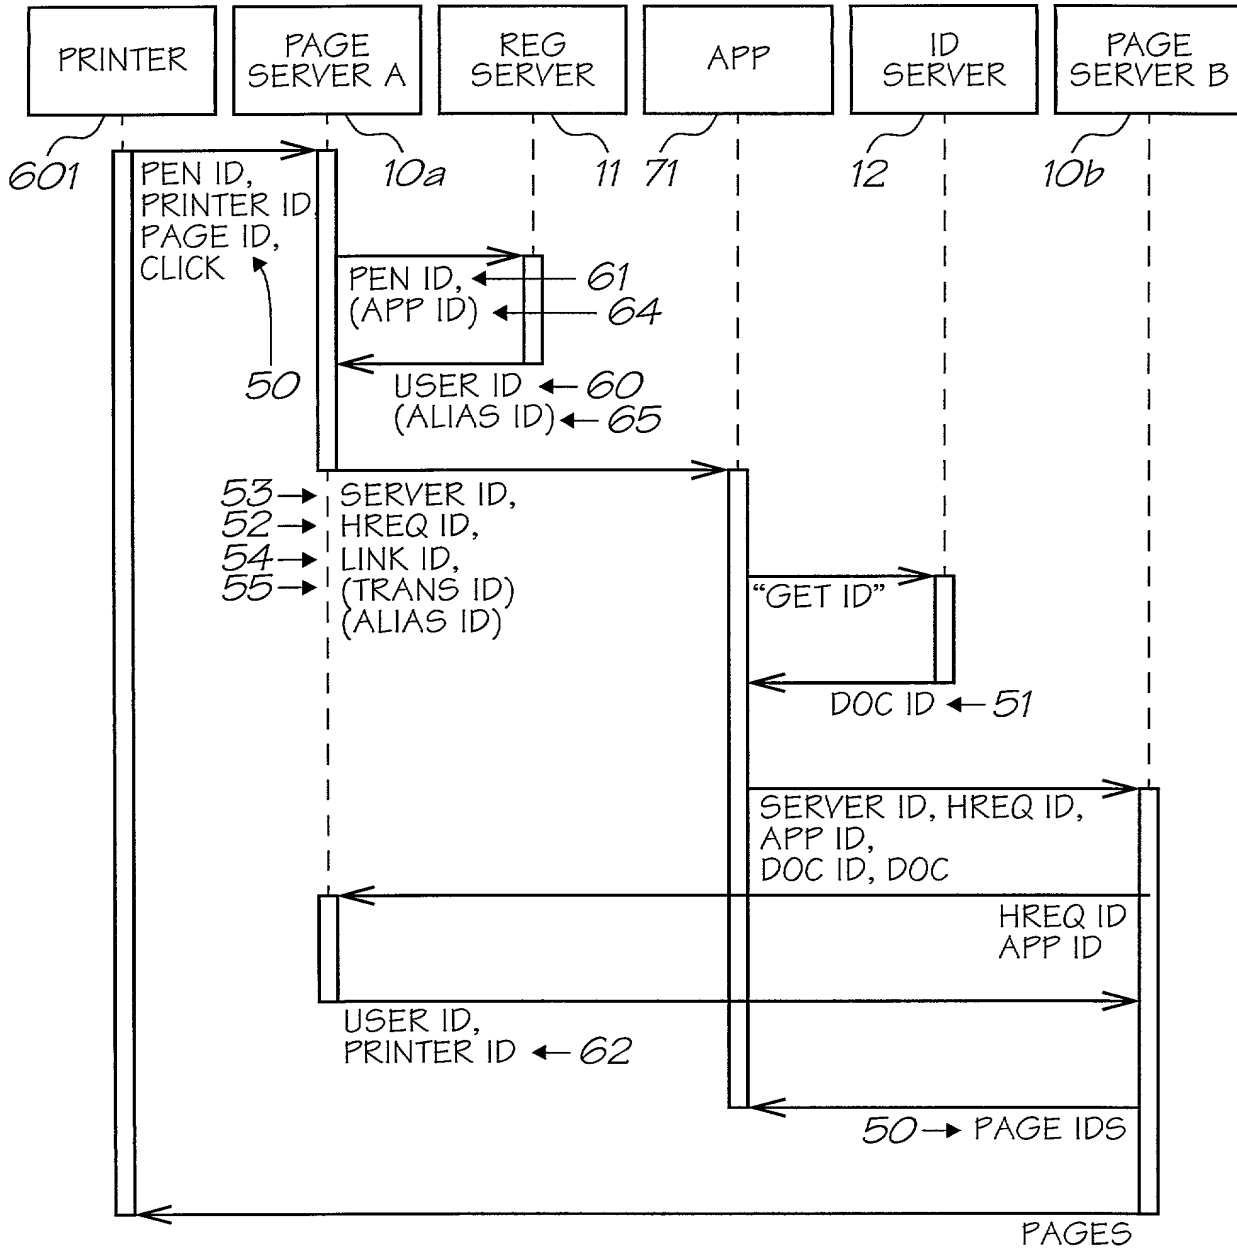 PRINTER
PAGE
SERVER A
REG
SERVER
APP
ID
SERVER
PAGE
SERVER B
601
10a
11
71
12
10b
PEN ID,
PRINTER ID,
PAGE ID,
CLICK
50
PEN ID,
61
(APP ID)
64
USER ID
60
(ALIAS ID)
65
53
SERVER ID,
52
HREQ ID,
54
LINK ID,
55
(TRANS ID)
(ALIAS ID)
“GET ID”
DOC ID
51
SERVER ID, HREQ ID,
APP ID,
DOC ID, DOC
HREQ ID
APP ID
USER ID,
PRINTER ID
62
50
PAGE IDS
PAGES